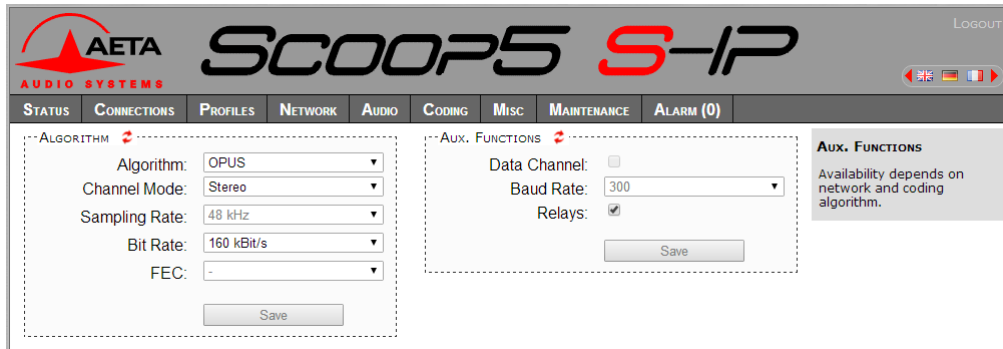 LOGOUT
AETA
AUDIO SYSTEMS
SCOOP5 S-IP
STATUS CONNECTIONS PROFILES NETWORK AUDIO CODING MISC MAINTENANCE ALARM (0)
ALGORITHM
Algorithm: OPUS
Channel Mode: Stereo
Sampling Rate: 48 kHz
Bit Rate: 160 kBit/s
FEC: -
Save
AUX. FUNCTIONS
Data Channel:
Baud Rate: 300
Relays:
Save
AUX. FUNCTIONS
Availability depends on
network and coding
algorithm.